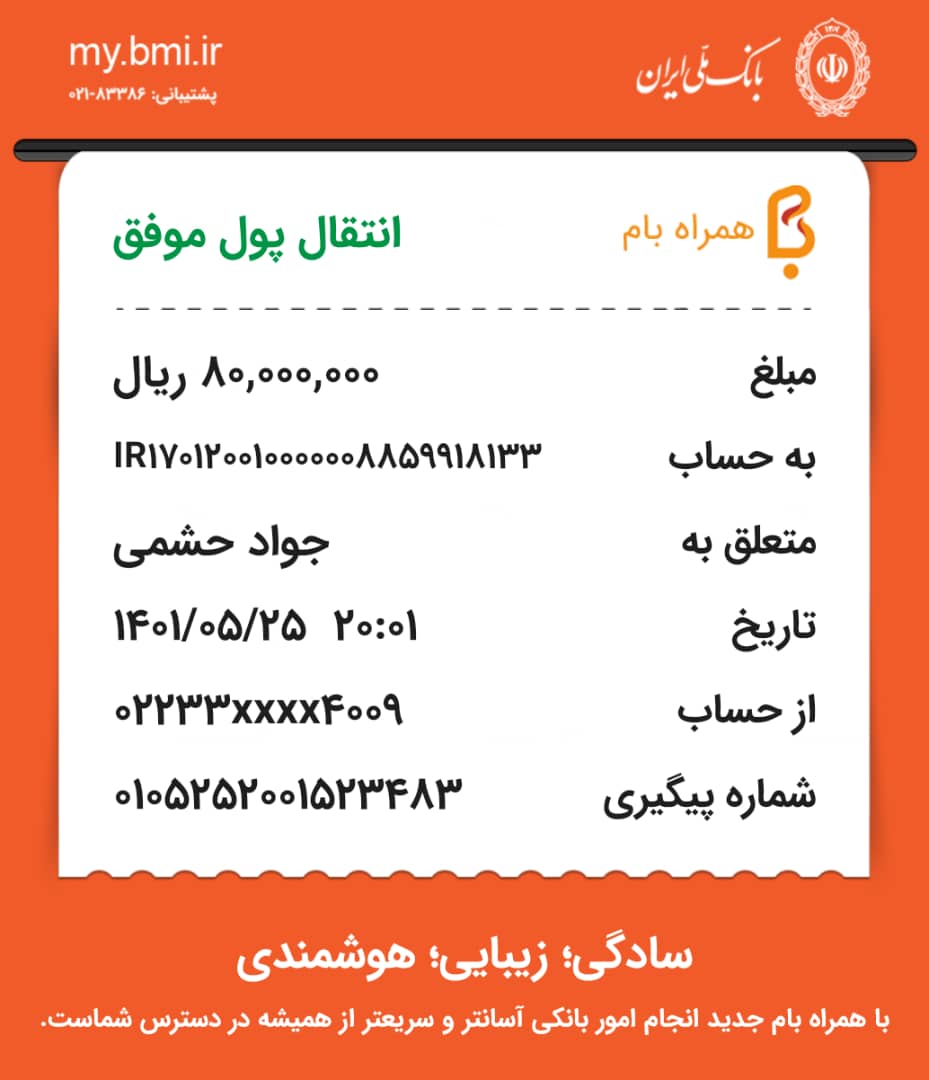 my.bmi.ir
پشتیبانی: ۸۳۳۸۶-۰۲۱
بانک ملّی ایران
همراه بام
انتقال پول موفق
مبلغ ۸۰,۰۰۰,۰۰۰ ریال
به حساب IR۱۷۰۱۲۰۰۱۰۰۰۰۰۰۸۸۵۹۹۱۸۱۳۳
متعلق به جواد حشمی
تاریخ ۱۴۰۱/۰۵/۲۵ ۲۰:۰۱
از حساب ۰۲۲۳۳xxxx۴۰۰۹
شماره پیگیری ۰۱۰۵۲۵۲۰۰۱۵۲۳۴۸۳
سادگی؛ زیبایی؛ هوشمندی
با همراه بام جدید انجام امور بانکی آسانتر و سریعتر از همیشه در دسترس شماست.